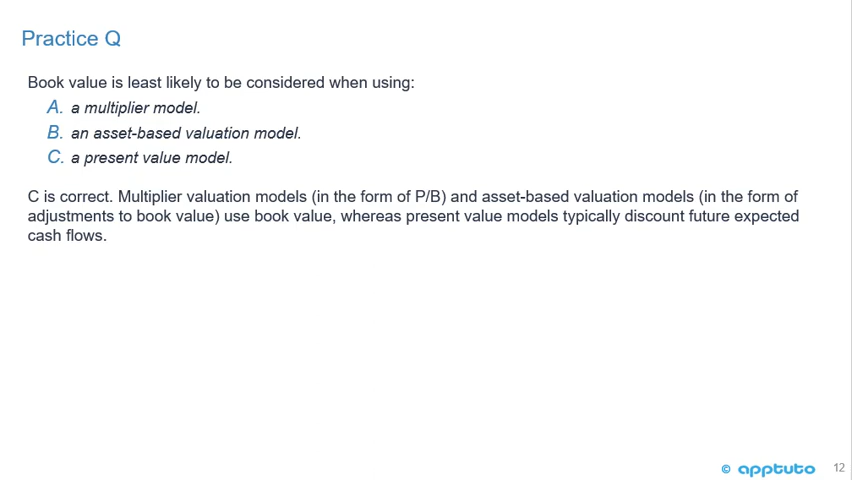 Practice Q
Book value is least likely to be considered when using:
A. a multiplier model.
B. an asset-based valuation model.
C. a present value model.
C is correct. Multiplier valuation models (in the form of P/B) and asset-based valuation models (in the form of
adjustments to book value) use book value, whereas present value models typically discount future expected
cash flows.
© apptuto 12